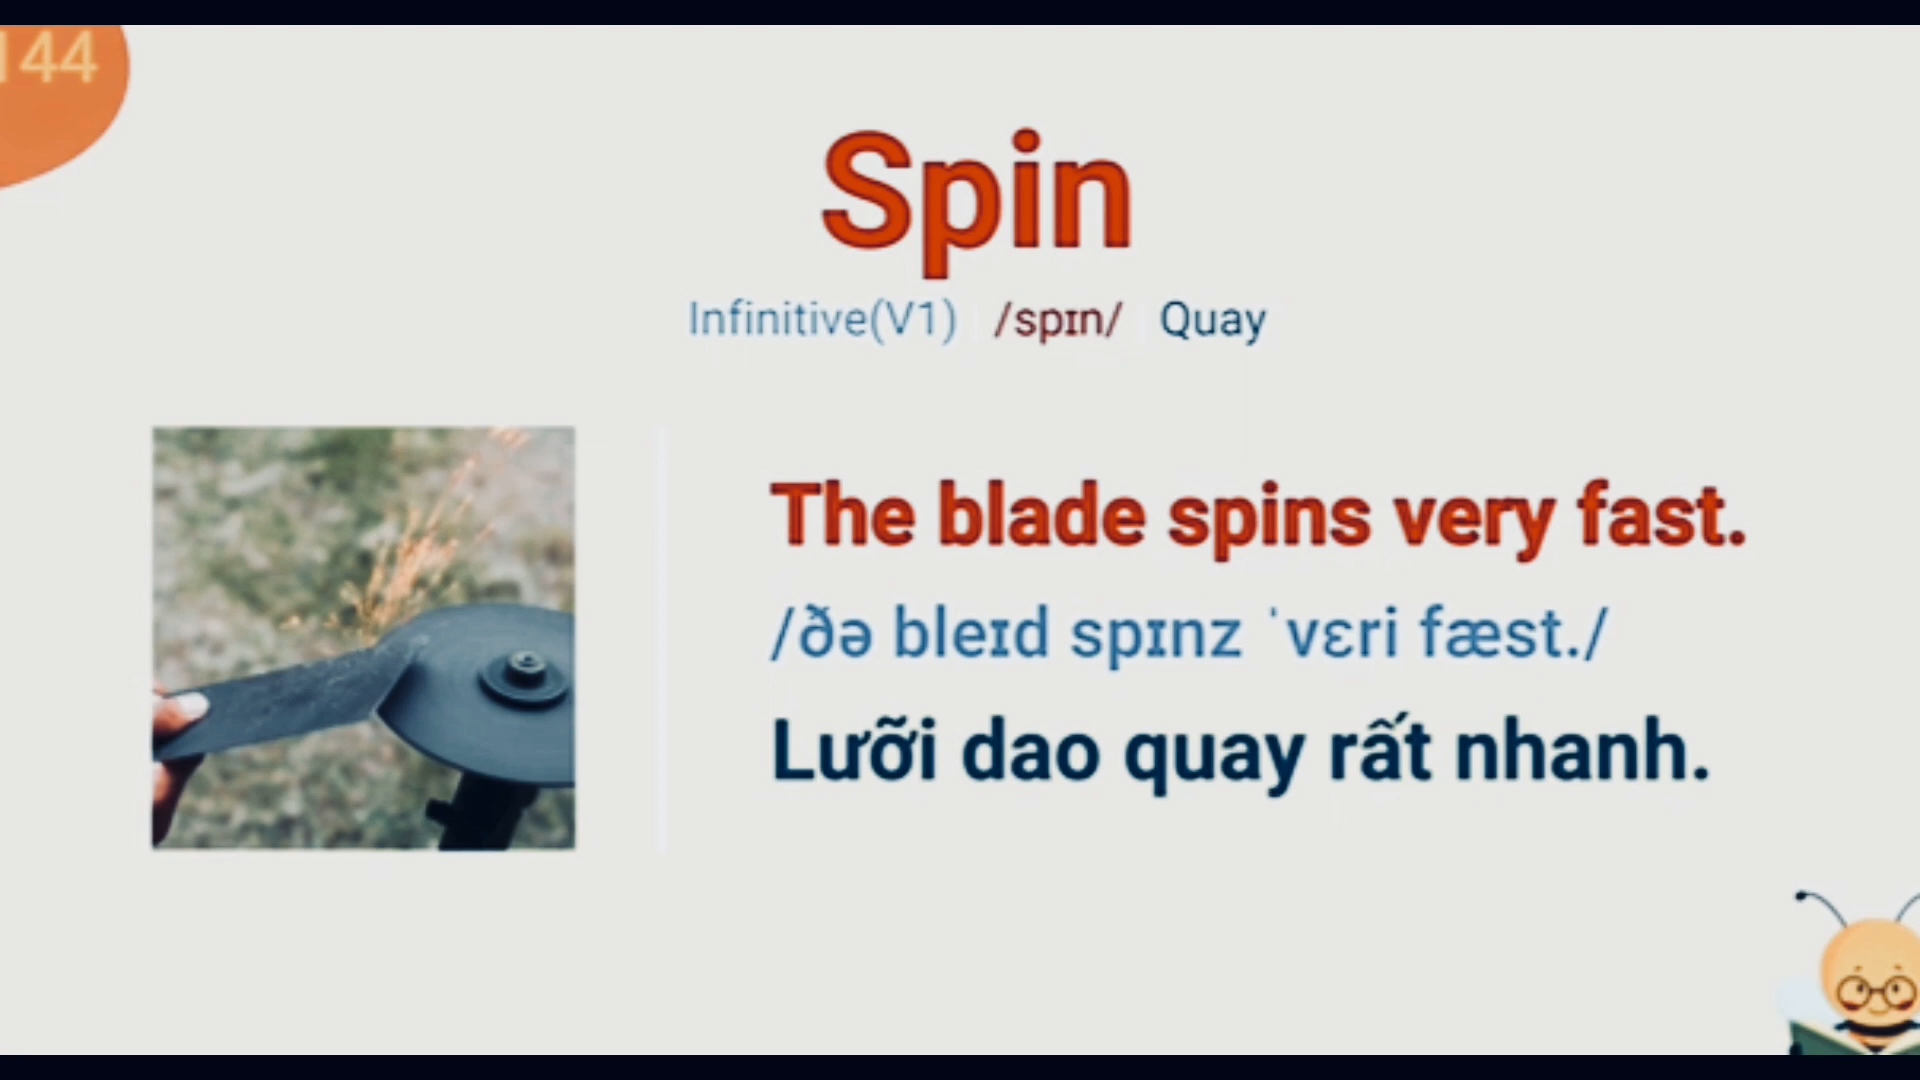 144
Spin
Infinitive(V1) /spɪn/ Quay
The blade spins very fast.
/ðə bleɪd spɪnz ˈvɛri fæst./
Lưỡi dao quay rất nhanh.